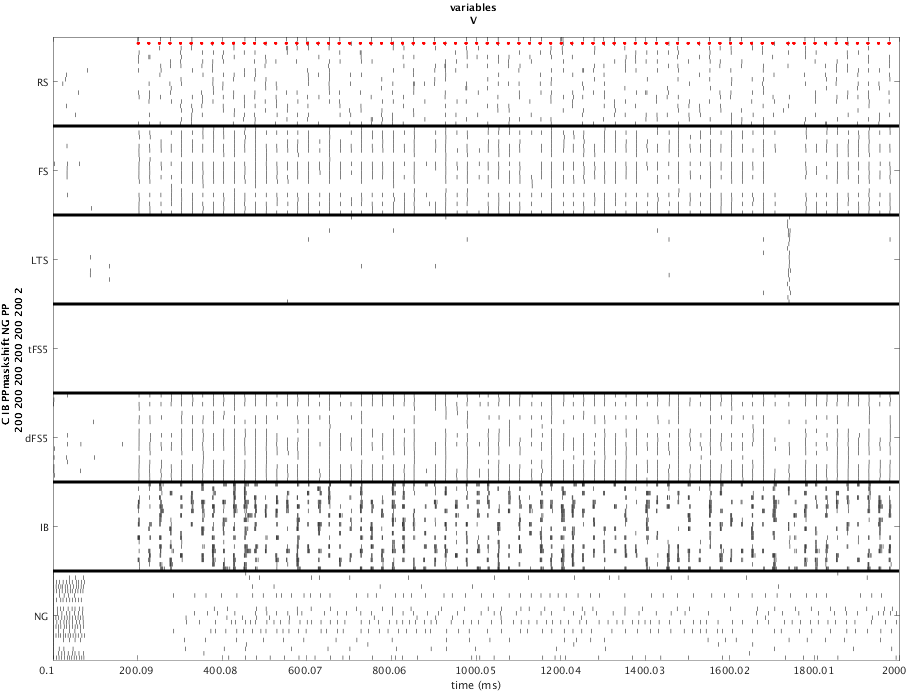 variables
V
RS
FS
LTS
tFS5
dFS5
IB
NG
C IB PPmaskshift NG PP
200 200 200 200 200 200 2
0.1 200.09 400.08 600.07 800.06 1000.05 1200.04 1400.03 1600.02 1800.01 2000
time (ms)